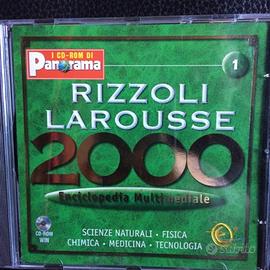 I CD-ROM DI
Panorama
1
RIZZOLI
LAROUSSE
2000
Enciclopedia Multimediale
SCIENZE NATURALI • FISICA
CHIMICA • MEDICINA • TECNOLOGIA
CD-ROM
WIN
subito